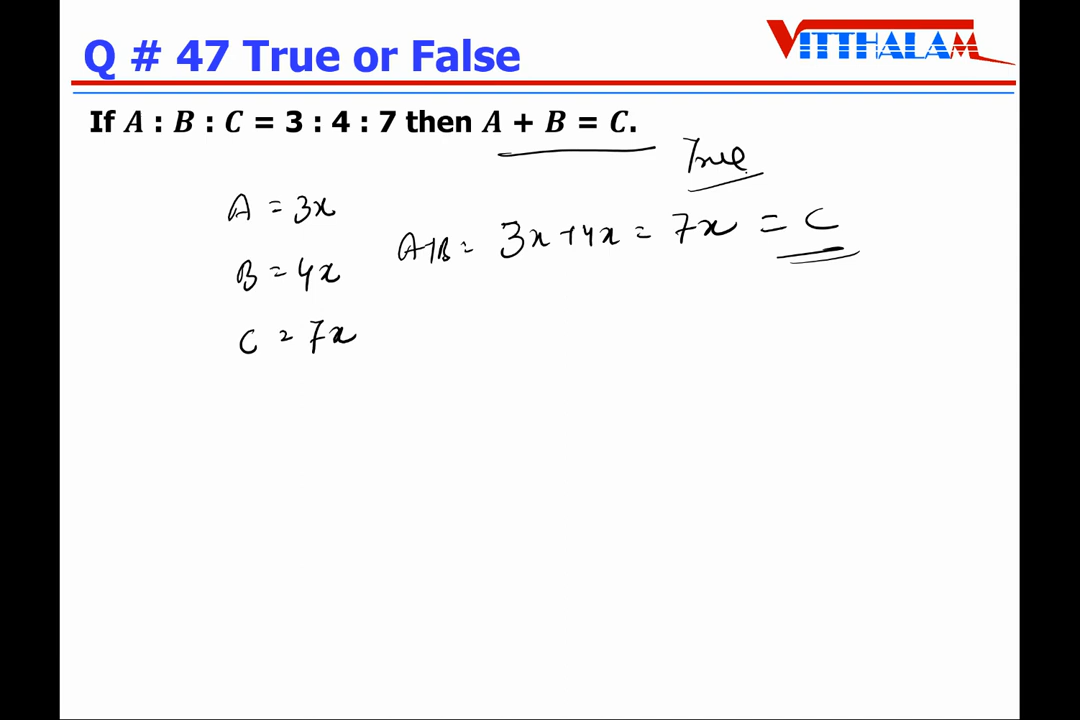 Q # 47 True or False
VITTHALAM
If A : B : C = 3 : 4 : 7 then A + B = C.
True
A = 3x
A+B = 3x + 4x = 7x = C
B = 4x
C = 7x